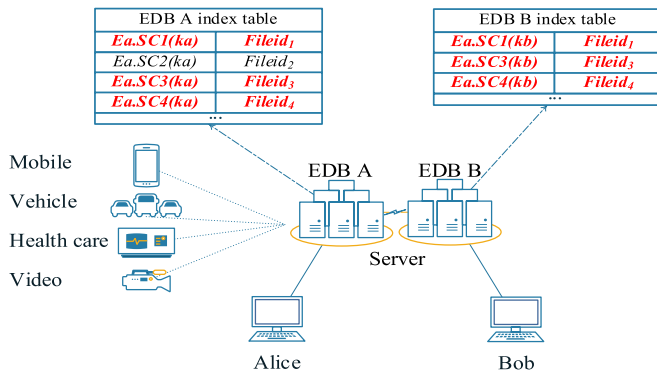 EDB A index table
Ea.SC1(ka) Fileid1
Ea.SC2(ka) Fileid2
Ea.SC3(ka) Fileid3
Ea.SC4(ka) Fileid4
...
EDB B index table
Ea.SC1(kb) Fileid1
Ea.SC3(kb) Fileid3
Ea.SC4(kb) Fileid4
...
Mobile
Vehicle
Health care
Video
EDB A
EDB B
Server
Alice
Bob